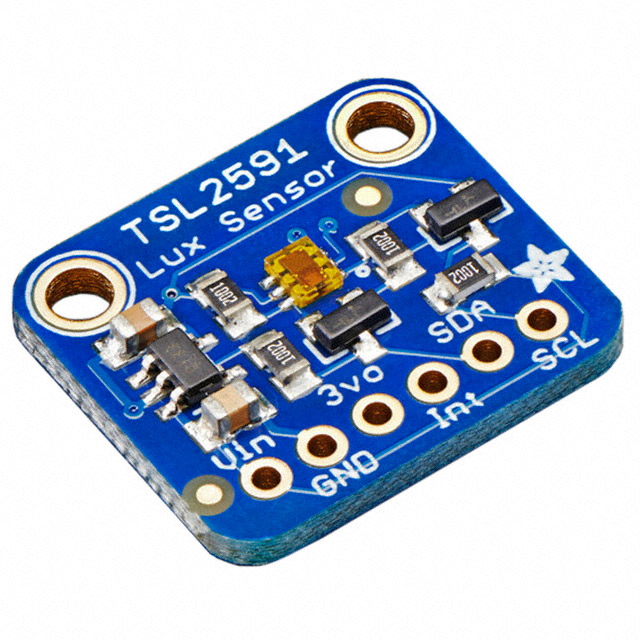 TSL2591
Lux Sensor
1002
1002
1002
1002
SDA
SCL
3vo
Int
Vin
GND